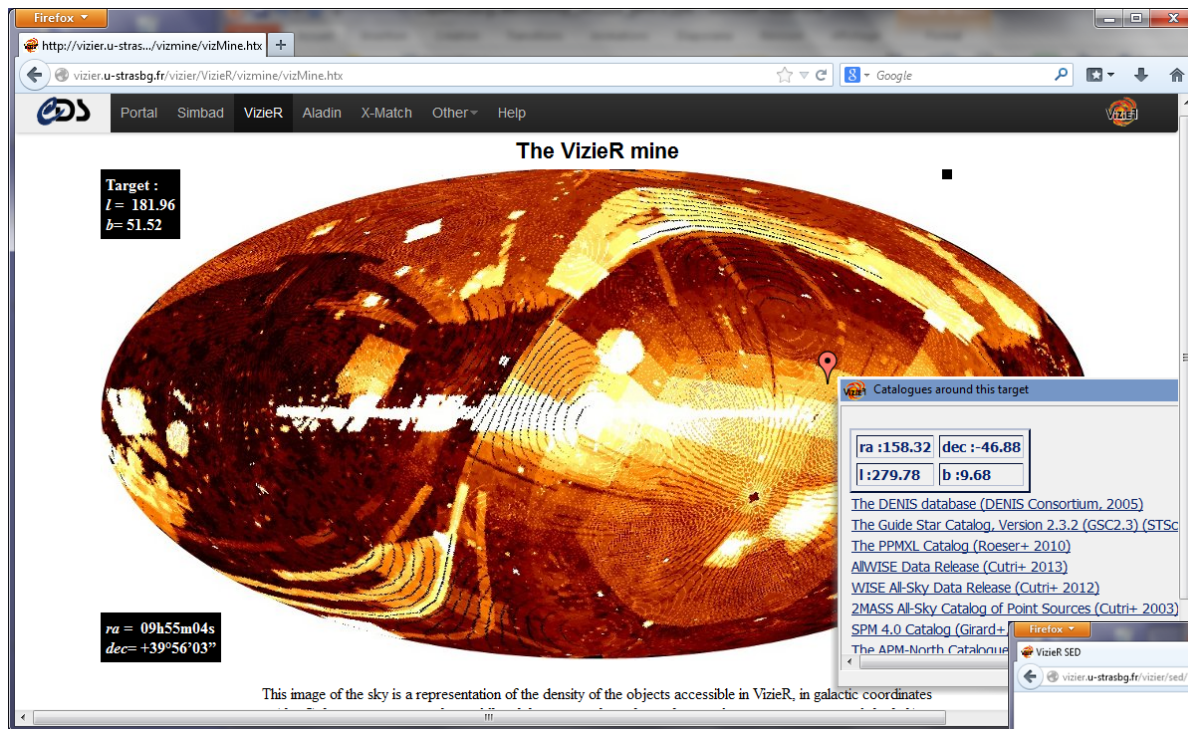 Firefox
http://vizier.u-stras.../vizmine/vizMine.htx
vizier.u-strasbg.fr/vizier/VizieR/vizmine/vizMine.htx
Google
CDS Portal Simbad VizieR Aladin X-Match Other Help
VizieR
The VizieR mine
Target :
l = 181.96
b= 51.52
VizieR Catalogues around this target
ra :158.32 dec :-46.88
l :279.78 b :9.68
The DENIS database (DENIS Consortium, 2005)
The Guide Star Catalog, Version 2.3.2 (GSC2.3) (STSc
The PPMXL Catalog (Roeser+ 2010)
AllWISE Data Release (Cutri+ 2013)
WISE All-Sky Data Release (Cutri+ 2012)
2MASS All-Sky Catalog of Point Sources (Cutri+ 2003)
SPM 4.0 Catalog (Girard+,
The APM-North Catalogue
ra = 09h55m04s
dec= +39°56'03”
Firefox
VizieR SED
vizier.u-strasbg.fr/vizier/sed/
This image of the sky is a representation of the density of the objects accessible in VizieR, in galactic coordinates